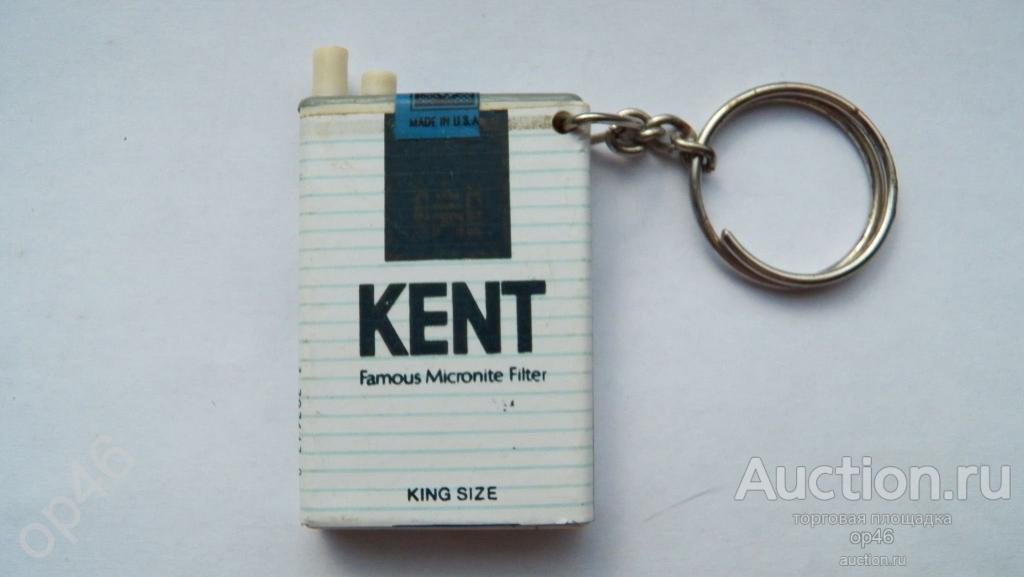 MADE IN U.S.A
KENT
Famous Micronite Filter
KING SIZE
op46
Auction.ru
торговая площадка
op46
auction.ru